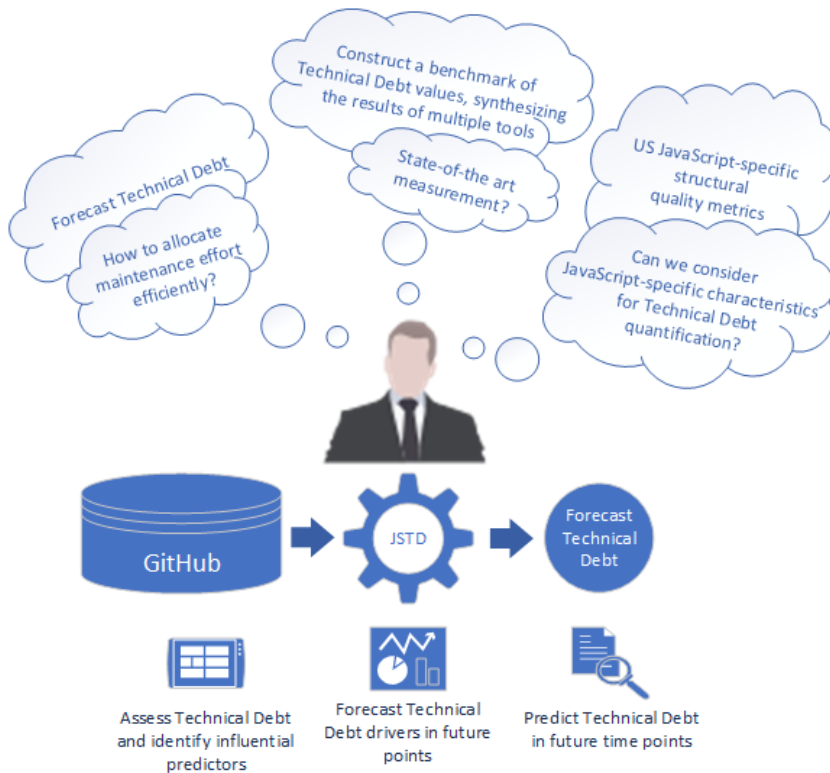 Construct a benchmark of
Technical Debt values, synthesizing
the results of multiple tools
State-of-the art
measurement?
Forecast Technical Debt
How to allocate
maintenance effort
efficiently?
US JavaScript-specific
structural
quality metrics
Can we consider
JavaScript-specific characteristics
for Technical Debt
quantification?
GitHub
JSTD
Forecast
Technical
Debt
Assess Technical Debt
and identify influential
predictors
Forecast Technical
Debt drivers in future
points
Predict Technical Debt
in future time points